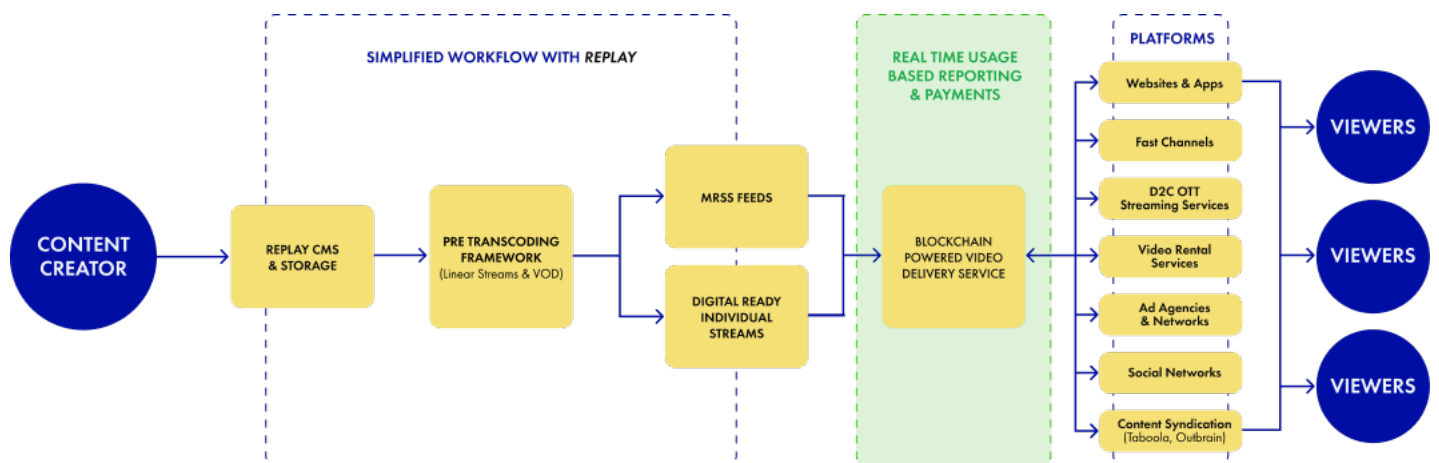 SIMPLIFIED WORKFLOW WITH REPLAY
REAL TIME USAGE
BASED REPORTING
& PAYMENTS
PLATFORMS
CONTENT
CREATOR
REPLAY CMS
& STORAGE
PRE TRANSCODING
FRAMEWORK
(Linear Streams & VOD)
MRSS FEEDS
DIGITAL READY
INDIVIDUAL
STREAMS
BLOCKCHAIN
POWERED VIDEO
DELIVERY SERVICE
Websites & Apps
Fast Channels
D2C OTT
Streaming Services
Video Rental
Services
Ad Agencies
& Networks
Social Networks
Content Syndication
(Taboola, Outbrain)
VIEWERS
VIEWERS
VIEWERS